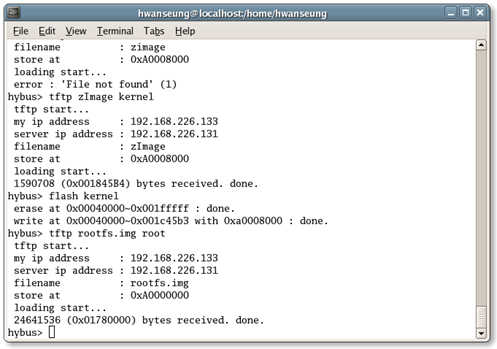 hwanseung@localhost:/home/hwanseung
File Edit View Terminal Tabs Help
filename : zimage
store at : 0xA0008000
loading start...
error : 'File not found' (1)
hybus> tftp zImage kernel
tftp start...
my ip address : 192.168.226.133
server ip address : 192.168.226.131
filename : zImage
store at : 0xA0008000
loading start...
1590708 (0x001845B4) bytes received. done.
hybus> flash kernel
erase at 0x00040000~0x001fffff : done.
write at 0x00040000~0x001c45b3 with 0xa0008000 : done.
hybus> tftp rootfs.img root
tftp start...
my ip address : 192.168.226.133
server ip address : 192.168.226.131
filename : rootfs.img
store at : 0xA0000000
loading start...
24641536 (0x01780000) bytes received. done.
hybus>